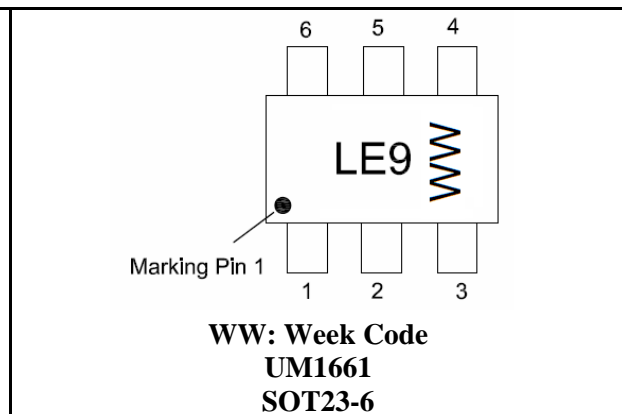 6 5 4
LE9 WW
Marking Pin 1
1 2 3
WW: Week Code
UM1661
SOT23-6